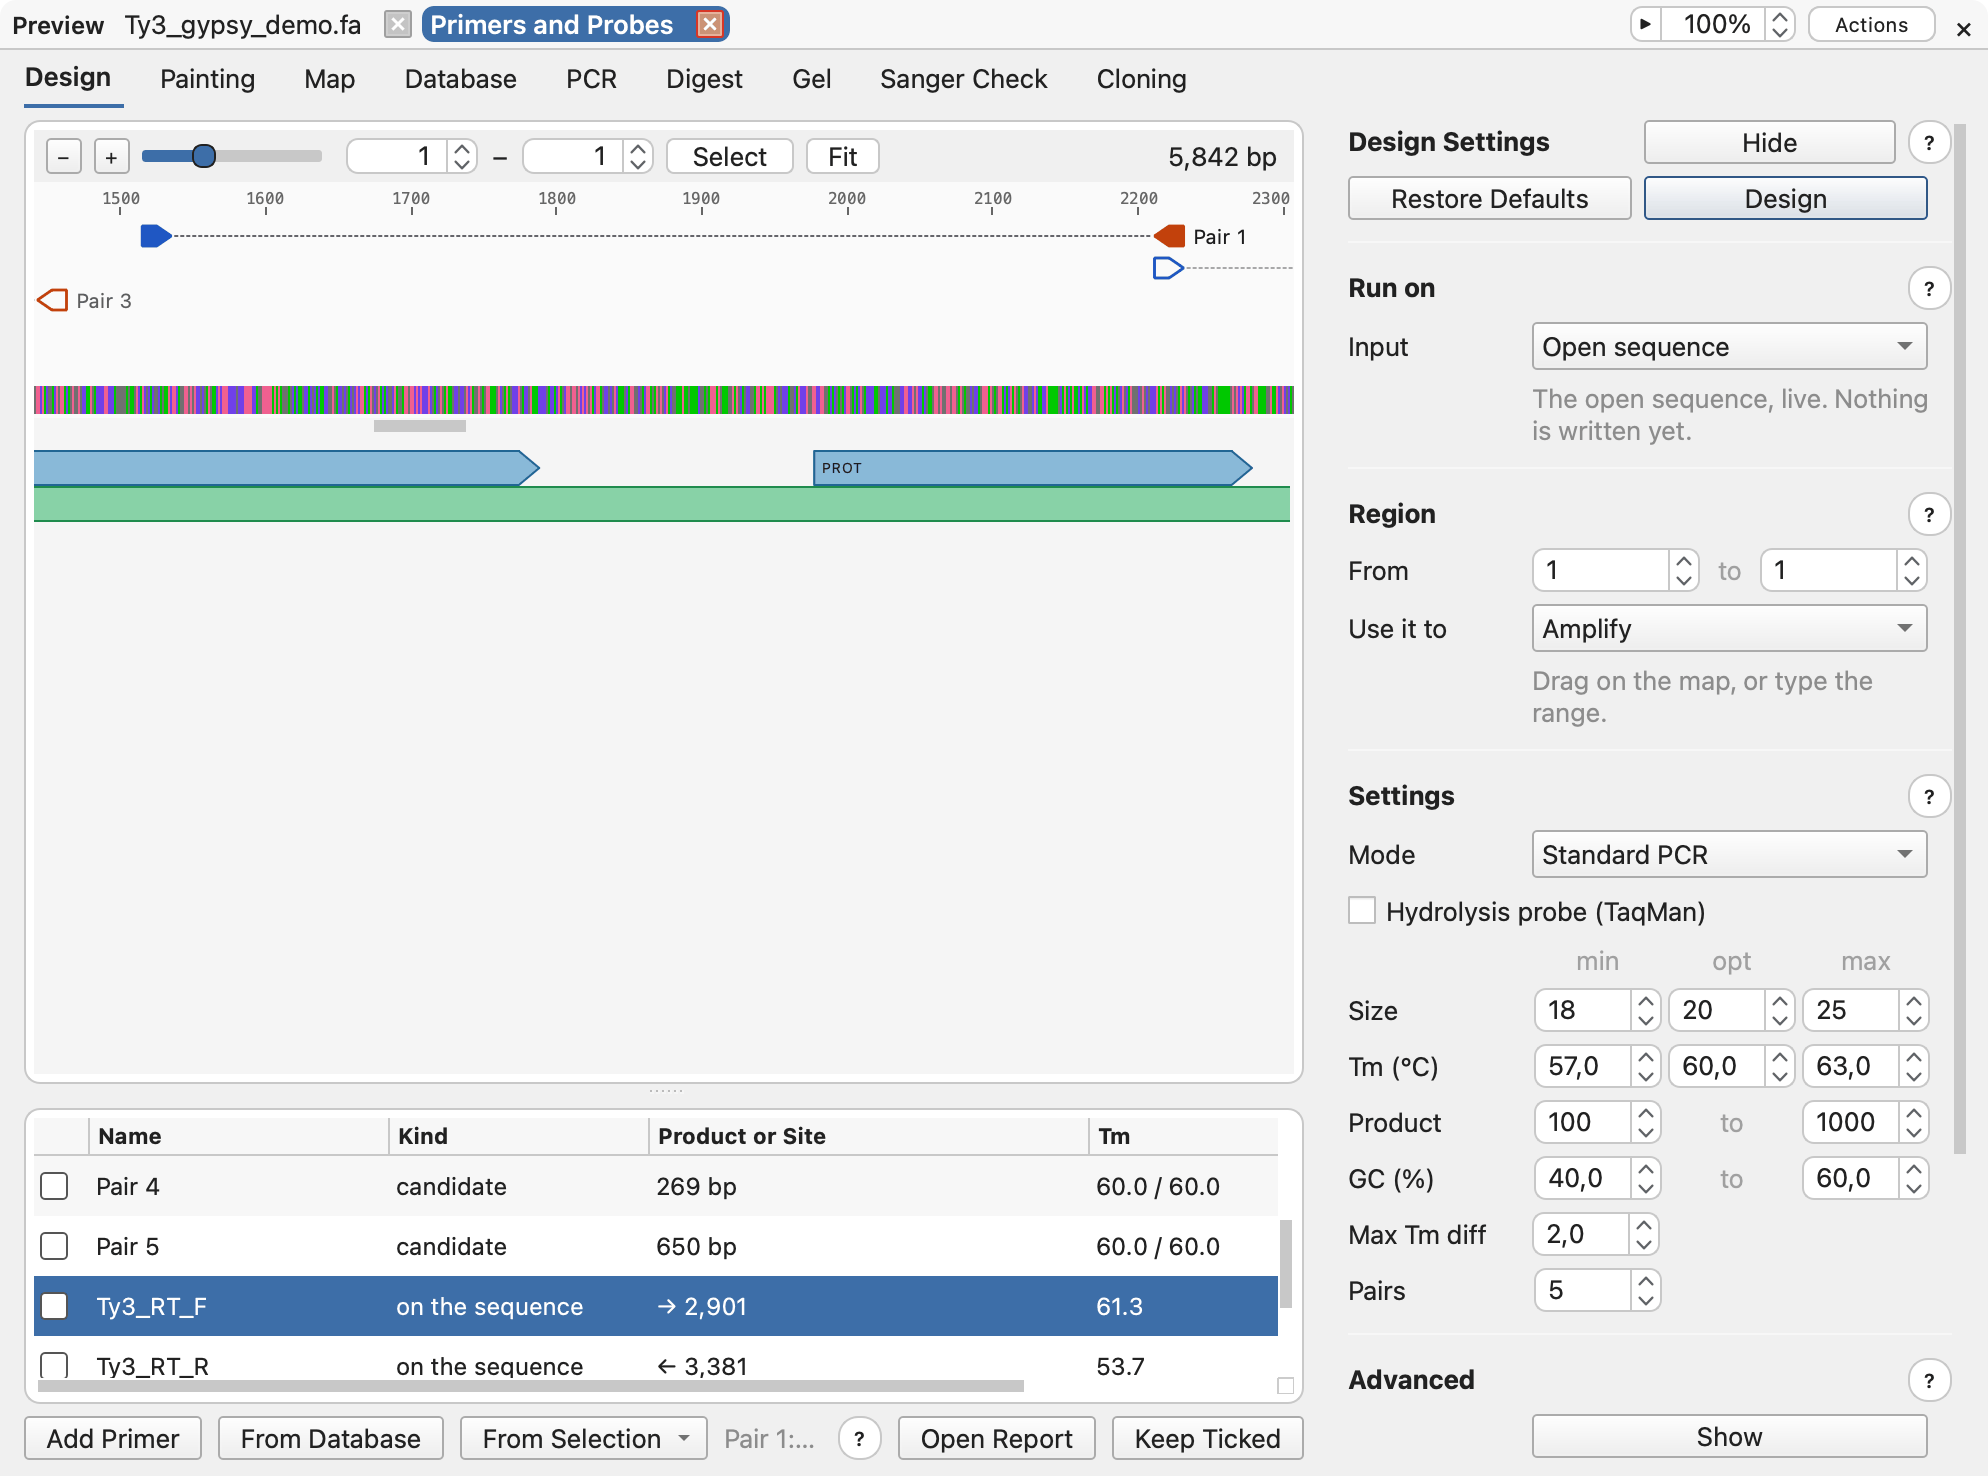 Preview Ty3_gypsy_demo.fa Primers and Probes 100% Actions
Design Painting Map Database PCR Digest Gel Sanger Check Cloning
− + 1 – 1 Select Fit 5,842 bp
1500 1600 1700 1800 1900 2000 2100 2200 2300
Pair 1
Pair 3
PROT
Name Kind Product or Site Tm
Pair 4 candidate 269 bp 60.0 / 60.0
Pair 5 candidate 650 bp 60.0 / 60.0
Ty3_RT_F on the sequence → 2,901 61.3
Ty3_RT_R on the sequence ← 3,381 53.7
Add Primer From Database From Selection Pair 1:... ? Open Report Keep Ticked
Design Settings Hide ?
Restore Defaults Design
Run on ?
Input Open sequence
The open sequence, live. Nothing
is written yet.
Region ?
From 1 to 1
Use it to Amplify
Drag on the map, or type the
range.
Settings ?
Mode Standard PCR
Hydrolysis probe (TaqMan)
min opt max
Size 18 20 25
Tm (°C) 57,0 60,0 63,0
Product 100 to 1000
GC (%) 40,0 to 60,0
Max Tm diff 2,0
Pairs 5
Advanced ?
Show